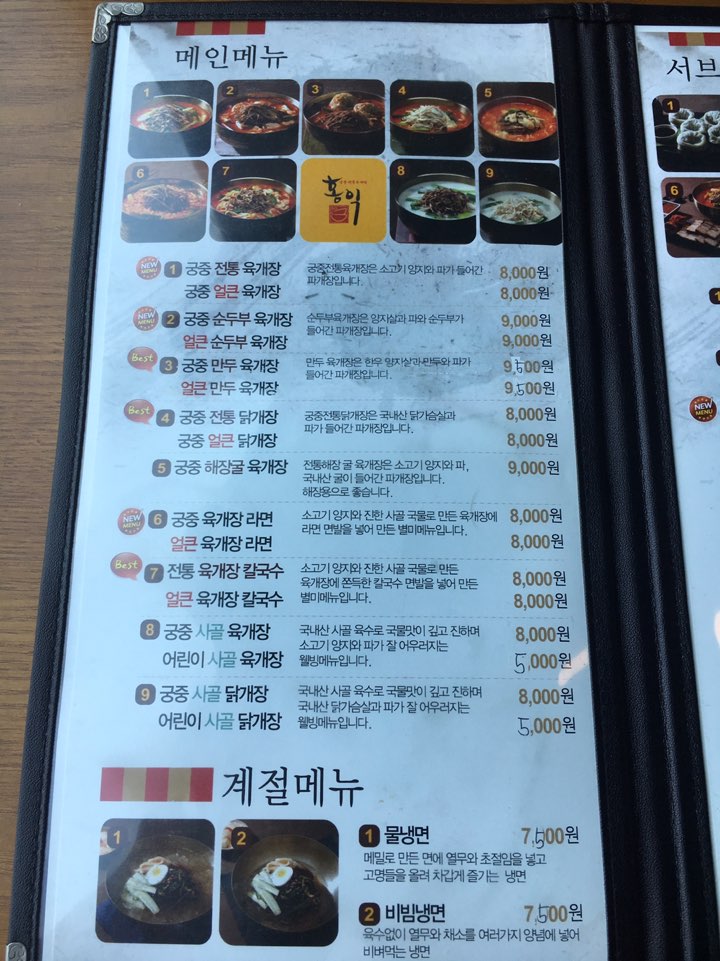 메인메뉴
1
2
3
4
5
6
7
홍익
8
9
NEW MENU
1 궁중 전통 육개장 궁중전통육개장은 소고기 양지와 파가 들어간 8,000원
궁중 얼큰 육개장 파개장입니다. 8,000원
NEW MENU
2 궁중 순두부 육개장 순두부육개장은 양지살과 파와 순두부가 9,000원
얼큰 순두부 육개장 들어간 파개장입니다. 9,000원
Best
3 궁중 만두 육개장 만두 육개장은 한우 양지살과 만두와 파가 9,500원
얼큰 만두 육개장 들어간 파개장입니다. 9,500원
Best
4 궁중 전통 닭개장 궁중전통닭개장은 국내산 닭가슴살과 8,000원
궁중 얼큰 닭개장 파가 들어간 파개장입니다. 8,000원
5 궁중 해장굴 육개장 전통해장 굴 육개장은 소고기 양지와 파, 9,000원
국내산 굴이 들어간 파개장입니다.
해장용으로 좋습니다.
NEW MENU
6 궁중 육개장 라면 소고기 양지와 진한 사골 국물로 만든 육개장에 8,000원
얼큰 육개장 라면 라면 면발을 넣어 만든 별미메뉴입니다. 8,000원
Best
7 전통 육개장 칼국수 소고기 양지와 진한 사골 국물로 만든 8,000원
육개장에 쫀득한 칼국수 면발을 넣어 만든
얼큰 육개장 칼국수 별미메뉴입니다. 8,000원
8 궁중 사골 육개장 국내산 사골 육수로 국물맛이 깊고 진하며 8,000원
소고기 양지와 파가 잘 어우러지는
어린이 사골 육개장 웰빙메뉴입니다. 5,000원
9 궁중 사골 닭개장 국내산 사골 육수로 국물맛이 깊고 진하며 8,000원
국내산 닭가슴살과 파가 잘 어우러지는
어린이 사골 닭개장 웰빙메뉴입니다. 5,000원
계절메뉴
1
2
1 물냉면 7,500원
메밀로 만든 면에 열무와 초절임을 넣고
고명들을 올려 차갑게 즐기는 냉면
2 비빔냉면 7,500원
육수없이 열무와 채소를 여러가지 양념에 넣어
비벼먹는 냉면
서브
1
6
NEW MENU